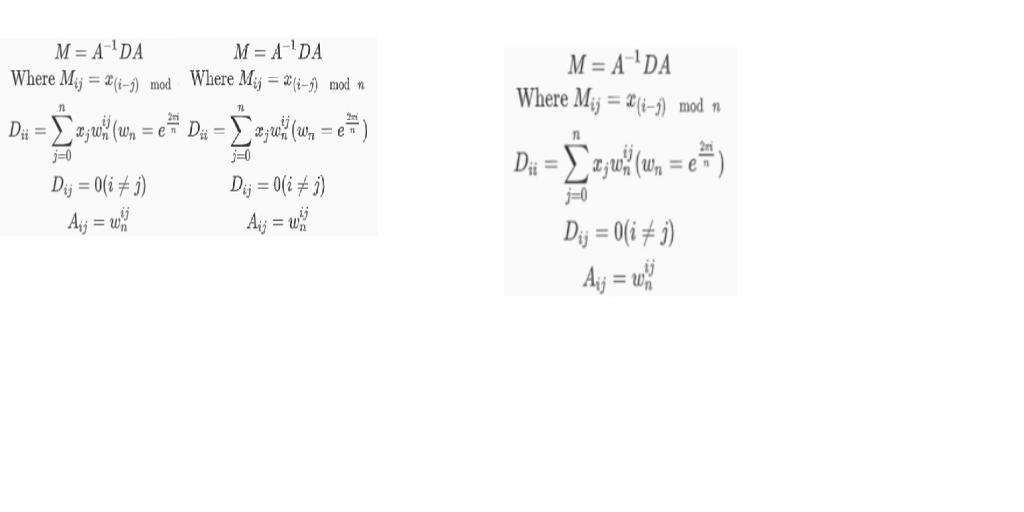 M = A^{-1}DA
Where M_{ij} = x_{(i-j)} mod
D_{ii} = \sum_{j=0}^{n} x_j w_n^{ij} (w_n = e^{\frac{2\pi i}{n}}
D_{ij} = 0(i ≠ j)
A_{ij} = w_n^{ij}
M = A^{-1}DA
Where M_{ij} = x_{(i-j)} mod n
D_{ii} = \sum_{j=0}^{n} x_j w_n^{ij} (w_n = e^{\frac{2\pi i}{n}})
D_{ij} = 0(i ≠ j)
A_{ij} = w_n^{ij}
M = A^{-1}DA
Where M_{ij} = x_{(i-j)} mod n
D_{ii} = \sum_{j=0}^{n} x_j w_n^{ij} (w_n = e^{\frac{2\pi i}{n}})
D_{ij} = 0(i ≠ j)
A_{ij} = w_n^{ij}